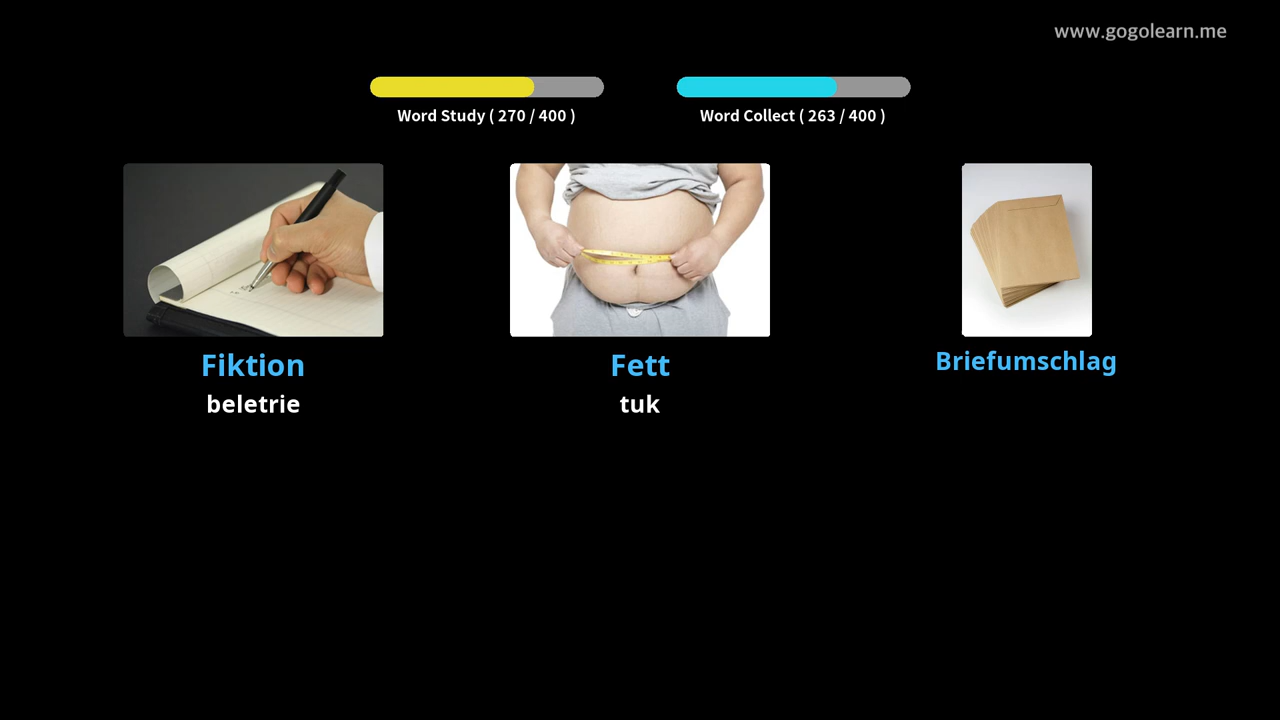 www.gogolearn.me
Word Study ( 270 / 400 )
Word Collect ( 263 / 400 )
Fiktion
beletrie
Fett
tuk
Briefumschlag